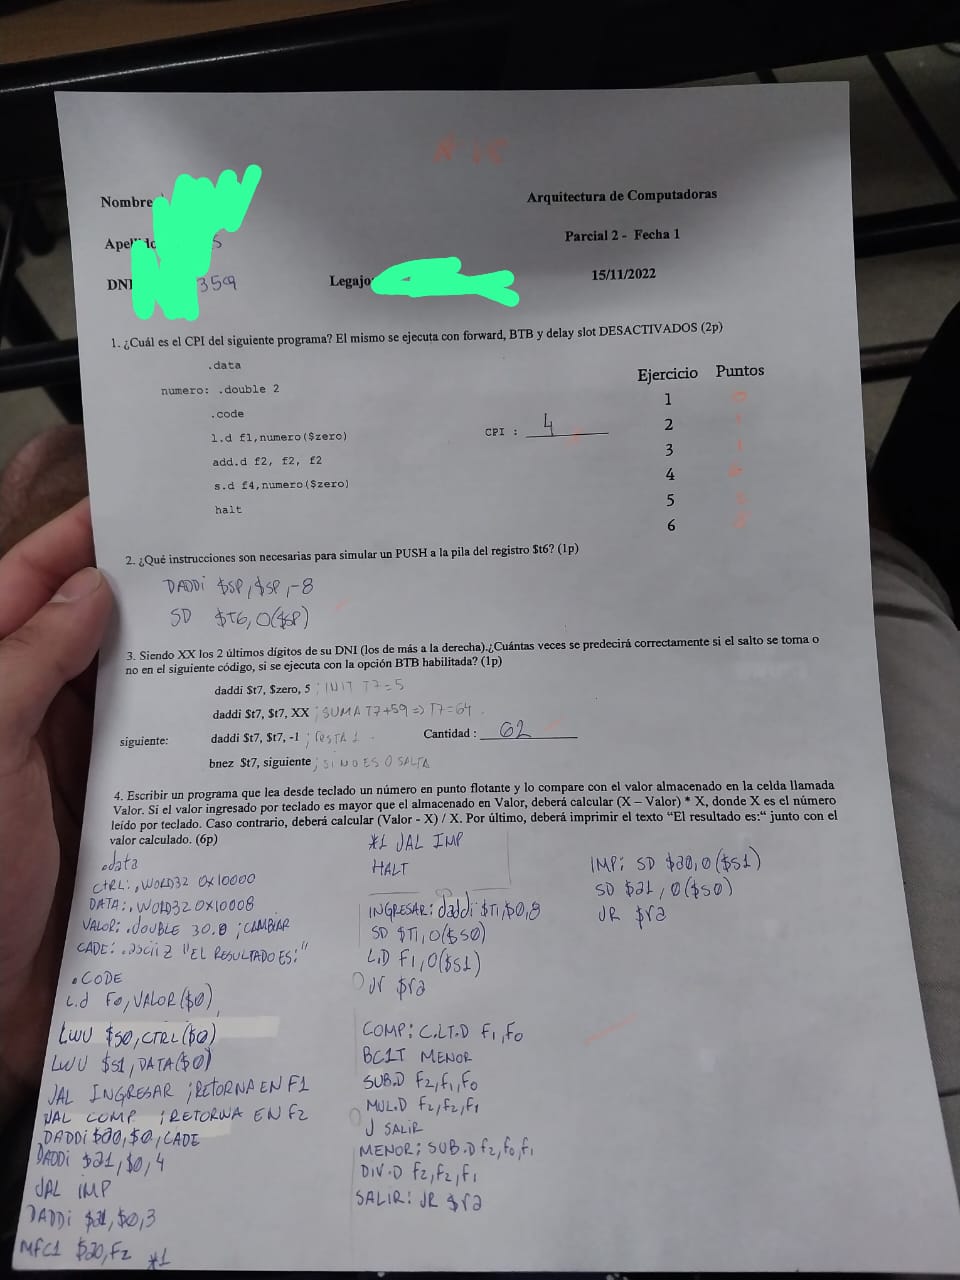 Nombre
Arquitectura de Computadoras
Parcial 2 - Fecha 1
DNI 3509
Legajo:
15/11/2022
1. ¿Cuál es el CPI del siguiente programa? El mismo se ejecuta con forward, BTB y delay slot DESACTIVADOS (2p)
.data
numero: .double 2
.code
l.d f1,numero($zero)
add.d f2, f2, f2
s.d f4,numero($zero)
halt
CPI : 4
Ejercicio Puntos
1
2
3
4
5
6
2. ¿Qué instrucciones son necesarias para simular un PUSH a la pila del registro $t6? (1p)
DADDi $SP,$SP,-8
SD $T6,0($SP)
3. Siendo XX los 2 últimos dígitos de su DNI (los de más a la derecha).¿Cuántas veces se predecirá correctamente si el salto se toma o
no en el siguiente código, si se ejecuta con la opción BTB habilitada? (1p)
daddi $t7, $zero, 5 ; INIT T7=5
daddi $t7, $t7, XX ; SUMA T7+59 => T7=64
siguiente: daddi $t7, $t7, -1 ; resta 1
Cantidad : 62
bnez $t7, siguiente ; SI NO ES 0 SALTA
4. Escribir un programa que lea desde teclado un número en punto flotante y lo compare con el valor almacenado en la celda llamada
Valor. Si el valor ingresado por teclado es mayor que el almacenado en Valor, deberá calcular (X – Valor) * X, donde X es el número
leído por teclado. Caso contrario, deberá calcular (Valor - X) / X. Por último, deberá imprimir el texto “El resultado es:“ junto con el
valor calculado. (6p)
.data
CTRL: .WORD32 0X10000
DATA: .WORD32 0X10008
VALOR: .double 30.0 ;CAMBIAR
CADE: .asciiz "EL RESULTADO ES:"
.CODE
L.d F0,VALOR($0)
LWU $S0,CTRL($0)
LWU $S1,DATA($0)
JAL INGRESAR ;RETORNA EN F1
JAL COMP ;RETORNA EN F2
DADDi $a0,$0,CADE
DADDi $a1,$0,4
JAL iMP
DADDi $a1,$0,3
MFC1 $a0,F2 *1
*1 JAL IMP
HALT
INGRESAR: daddi $T1,$0,8
SD $T1,0($S0)
L.D F1,0($S1)
Jr $ra
COMP: C.LT.D F1,F0
BC1T MENOR
SUB.D F2,F1,F0
MUL.D F2,F2,F1
J SALIR
MENOR: SUB.D f2,f0,f1
DIV.D F2,F2,F1
SALIR: JR $ra
IMP: SD $a0,0($S1)
SD $a1,0($S0)
JR $ra